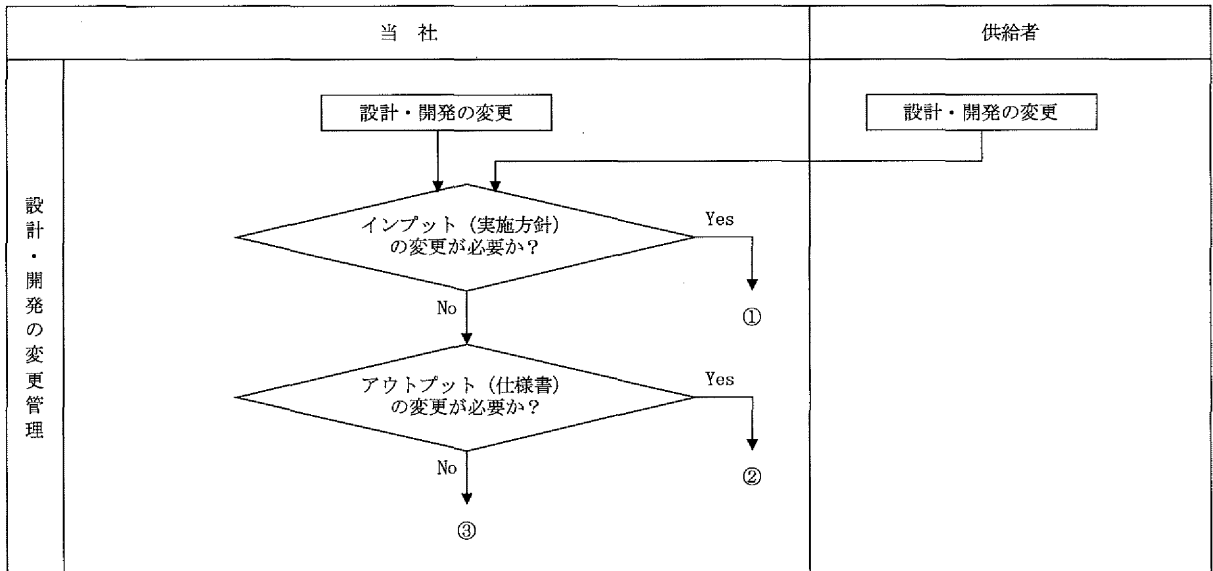 当 社
供給者
設計・開発の変更管理
設計・開発の変更
設計・開発の変更
インプット（実施方針）
の変更が必要か？
Yes
①
No
アウトプット（仕様書）
の変更が必要か？
Yes
②
No
③